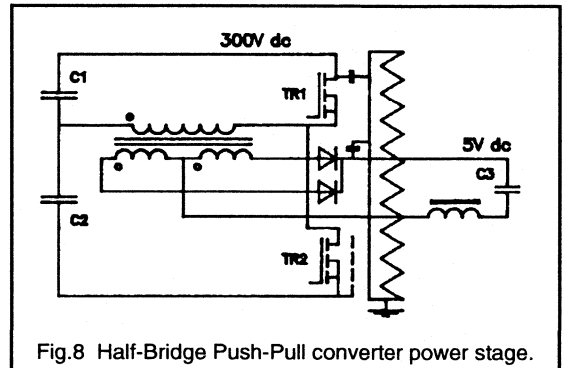 300V dc
C1
TR1
5V dc
C3
C2
TR2
Fig.8 Half-Bridge Push-Pull converter power stage.